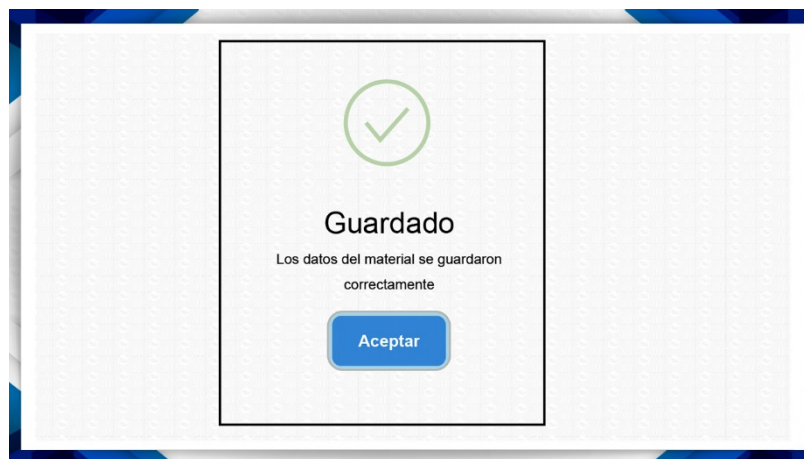 Guardado
Los datos del material se guardaron
correctamente
Aceptar